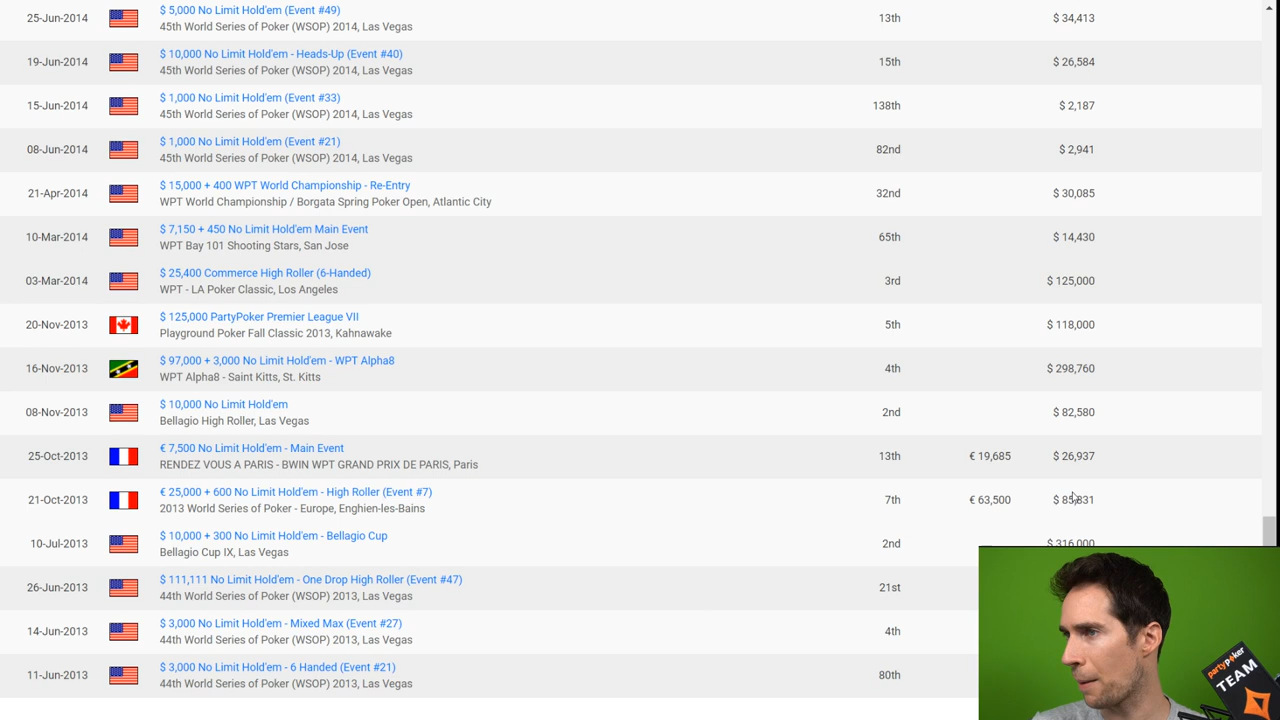 25-Jun-2014 $ 5,000 No Limit Hold'em (Event #49) 13th $ 34,413
45th World Series of Poker (WSOP) 2014, Las Vegas
19-Jun-2014 $ 10,000 No Limit Hold'em - Heads-Up (Event #40) 15th $ 26,584
45th World Series of Poker (WSOP) 2014, Las Vegas
15-Jun-2014 $ 1,000 No Limit Hold'em (Event #33) 138th $ 2,187
45th World Series of Poker (WSOP) 2014, Las Vegas
08-Jun-2014 $ 1,000 No Limit Hold'em (Event #21) 82nd $ 2,941
45th World Series of Poker (WSOP) 2014, Las Vegas
21-Apr-2014 $ 15,000 + 400 WPT World Championship - Re-Entry 32nd $ 30,085
WPT World Championship / Borgata Spring Poker Open, Atlantic City
10-Mar-2014 $ 7,150 + 450 No Limit Hold'em Main Event 65th $ 14,430
WPT Bay 101 Shooting Stars, San Jose
03-Mar-2014 $ 25,400 Commerce High Roller (6-Handed) 3rd $ 125,000
WPT - LA Poker Classic, Los Angeles
20-Nov-2013 $ 125,000 PartyPoker Premier League VII 5th $ 118,000
Playground Poker Fall Classic 2013, Kahnawake
16-Nov-2013 $ 97,000 + 3,000 No Limit Hold'em - WPT Alpha8 4th $ 298,760
WPT Alpha8 - Saint Kitts, St. Kitts
08-Nov-2013 $ 10,000 No Limit Hold'em 2nd $ 82,580
Bellagio High Roller, Las Vegas
25-Oct-2013 € 7,500 No Limit Hold'em - Main Event 13th € 19,685 $ 26,937
RENDEZ VOUS A PARIS - BWIN WPT GRAND PRIX DE PARIS, Paris
21-Oct-2013 € 25,000 + 600 No Limit Hold'em - High Roller (Event #7) 7th € 63,500 $
2013 World Series of Poker - Europe, Enghien-les-Bains
10-Jul-2013 $ 10,000 + 300 No Limit Hold'em - Bellagio Cup 2nd $ 316,000
Bellagio Cup IX, Las Vegas
26-Jun-2013 $ 111,111 No Limit Hold'em - One Drop High Roller (Event #47) 21st
44th World Series of Poker (WSOP) 2013, Las Vegas
14-Jun-2013 $ 3,000 No Limit Hold'em - Mixed Max (Event #27) 4th
44th World Series of Poker (WSOP) 2013, Las Vegas
11-Jun-2013 $ 3,000 No Limit Hold'em - 6 Handed (Event #21) 80th
44th World Series of Poker (WSOP) 2013, Las Vegas
partypoker
TEAM